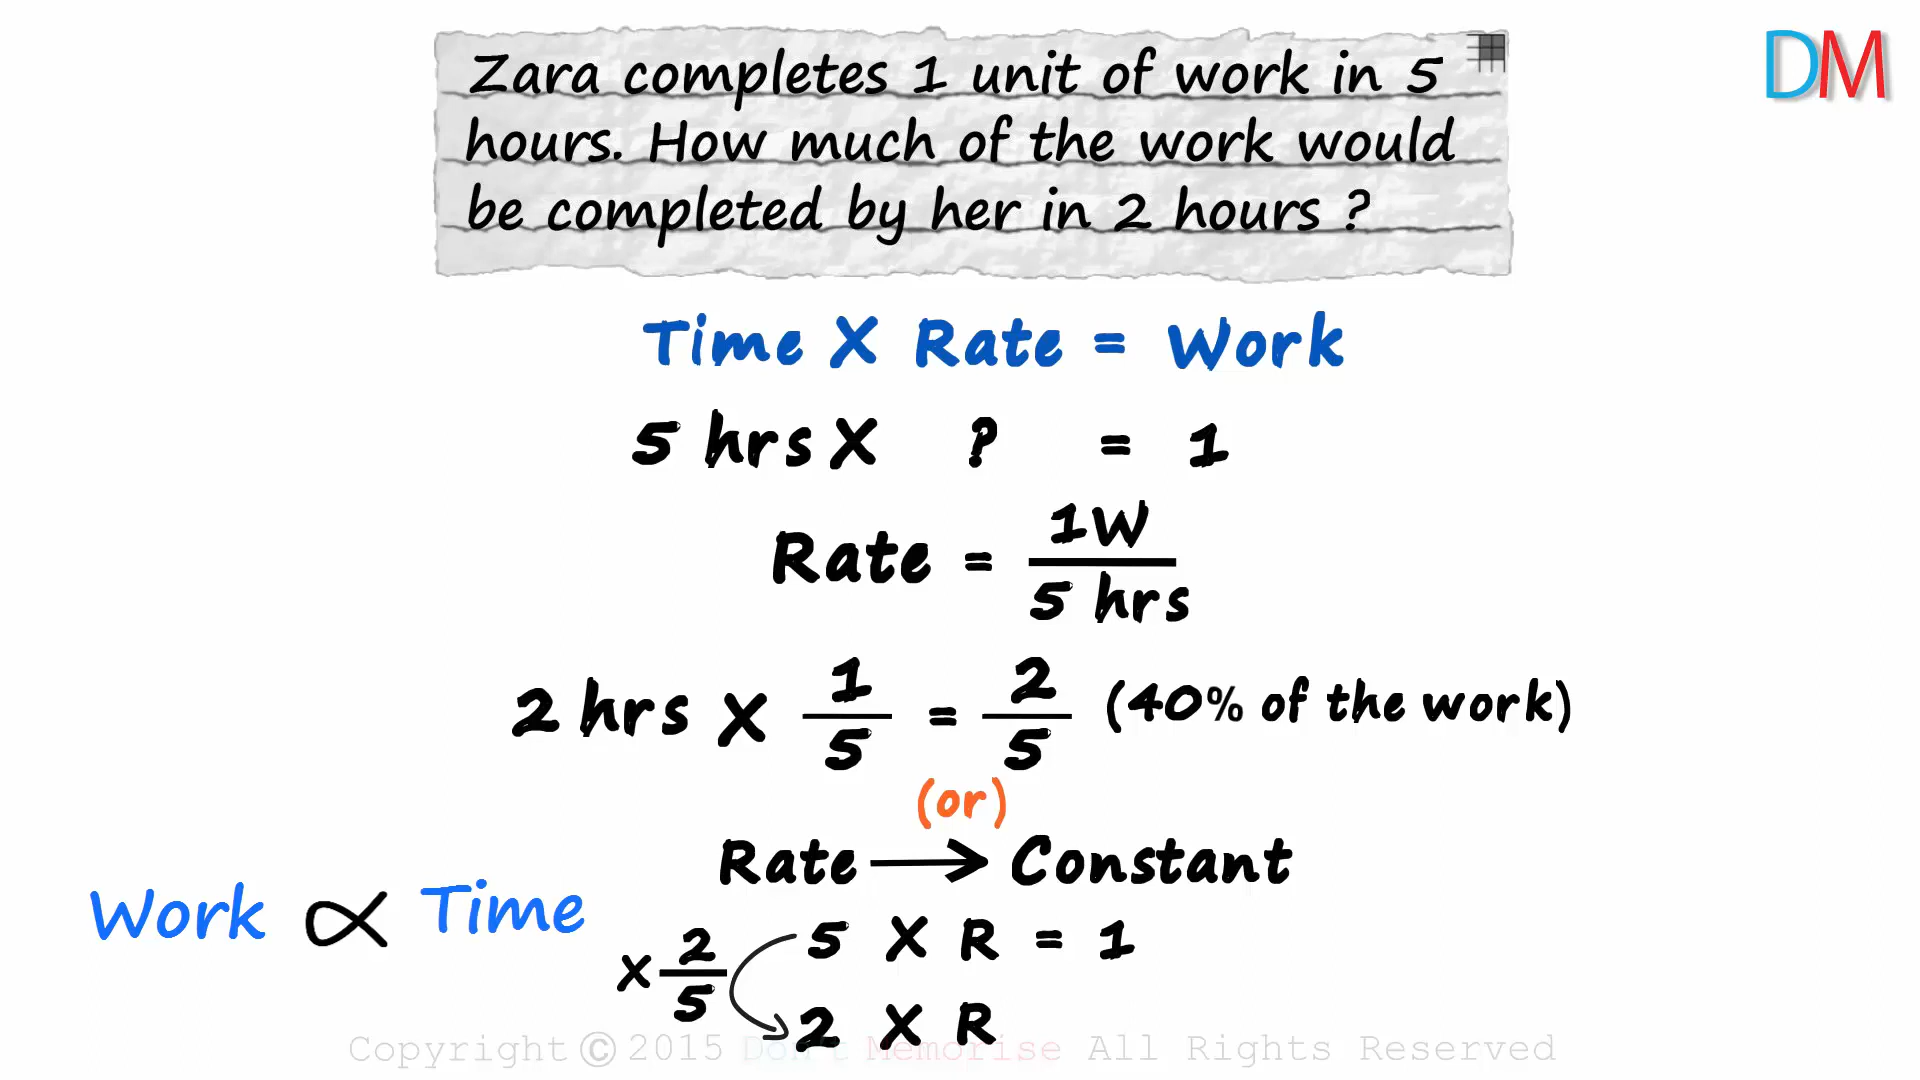 DM
Zara completes 1 unit of work in 5
hours. How much of the work would
be completed by her in 2 hours ?
Time X Rate = Work
5 hrs X ? = 1
Rate = 1W / 5 hrs
2 hrs X 1/5 = 2/5 (40% of the work)
(or)
Rate → Constant
Work ∝ Time
5 X R = 1
x 2/5
2 X R
Copyright © 2015 Don't Memorise All Rights Reserved